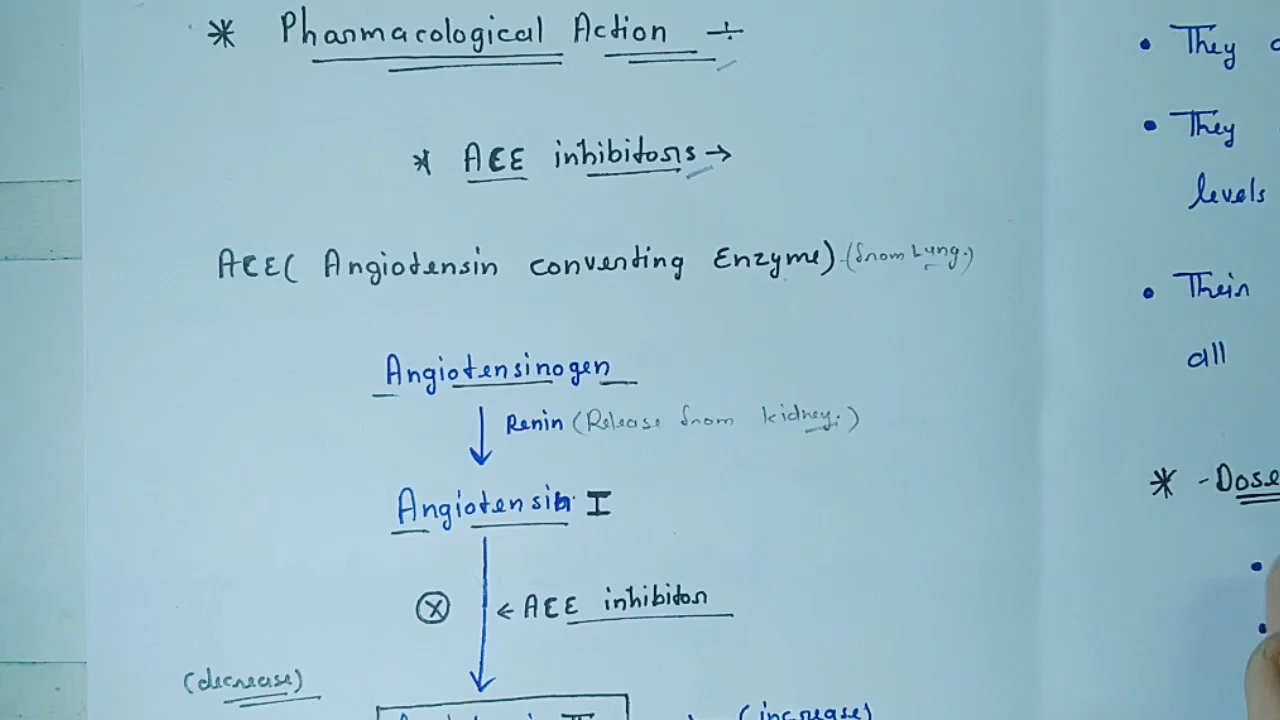 * Pharmacological Action ÷
* ACE inhibitors →
ACE( Angiotensin converting Enzyme) (from Lung.)
Angiotensinogen
↓ Renin (Release from kidney.)
Angiotensin I
ⓧ ↓ ← ACE inhibitor
(decrease)
(increase)
• They
• They
levels
• Their
all
* - Dose